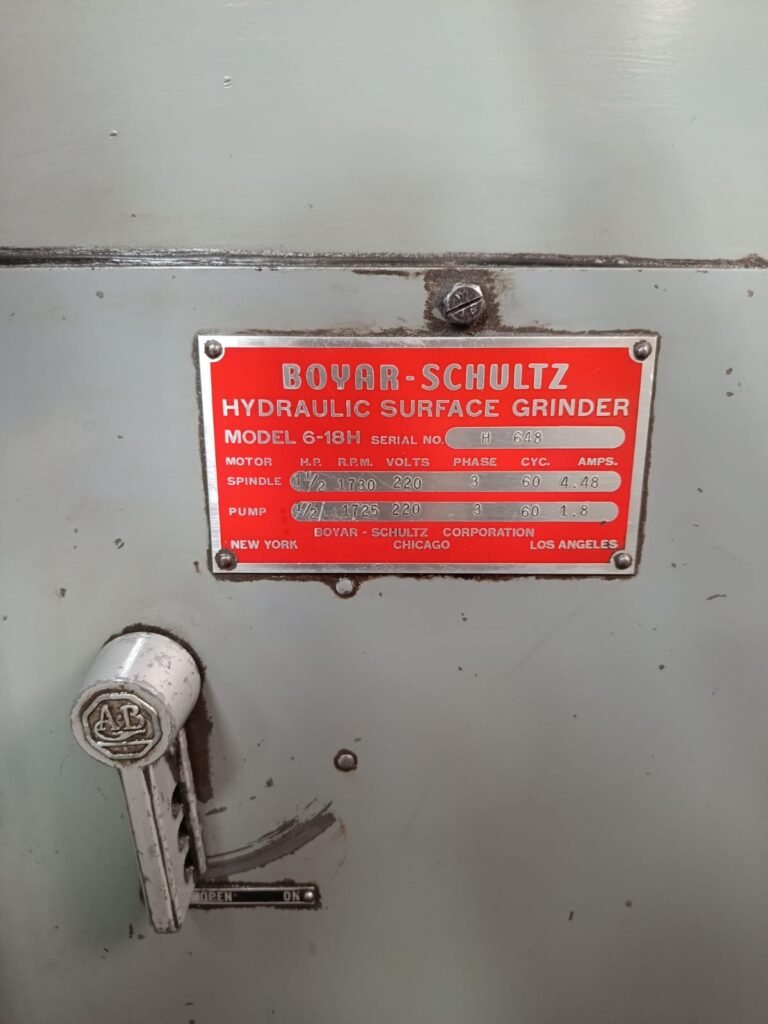 BOYAR-SCHULTZ
HYDRAULIC SURFACE GRINDER
MODEL 6-18H SERIAL NO. H 648
MOTOR H.P. R.P.M. VOLTS PHASE CYC. AMPS.
SPINDLE 1 1/2 1730 220 3 60 4.48
PUMP 1/2 1725 220 3 60 1.8
BOYAR-SCHULTZ CORPORATION
NEW YORK CHICAGO LOS ANGELES
A-B
OPEN ON